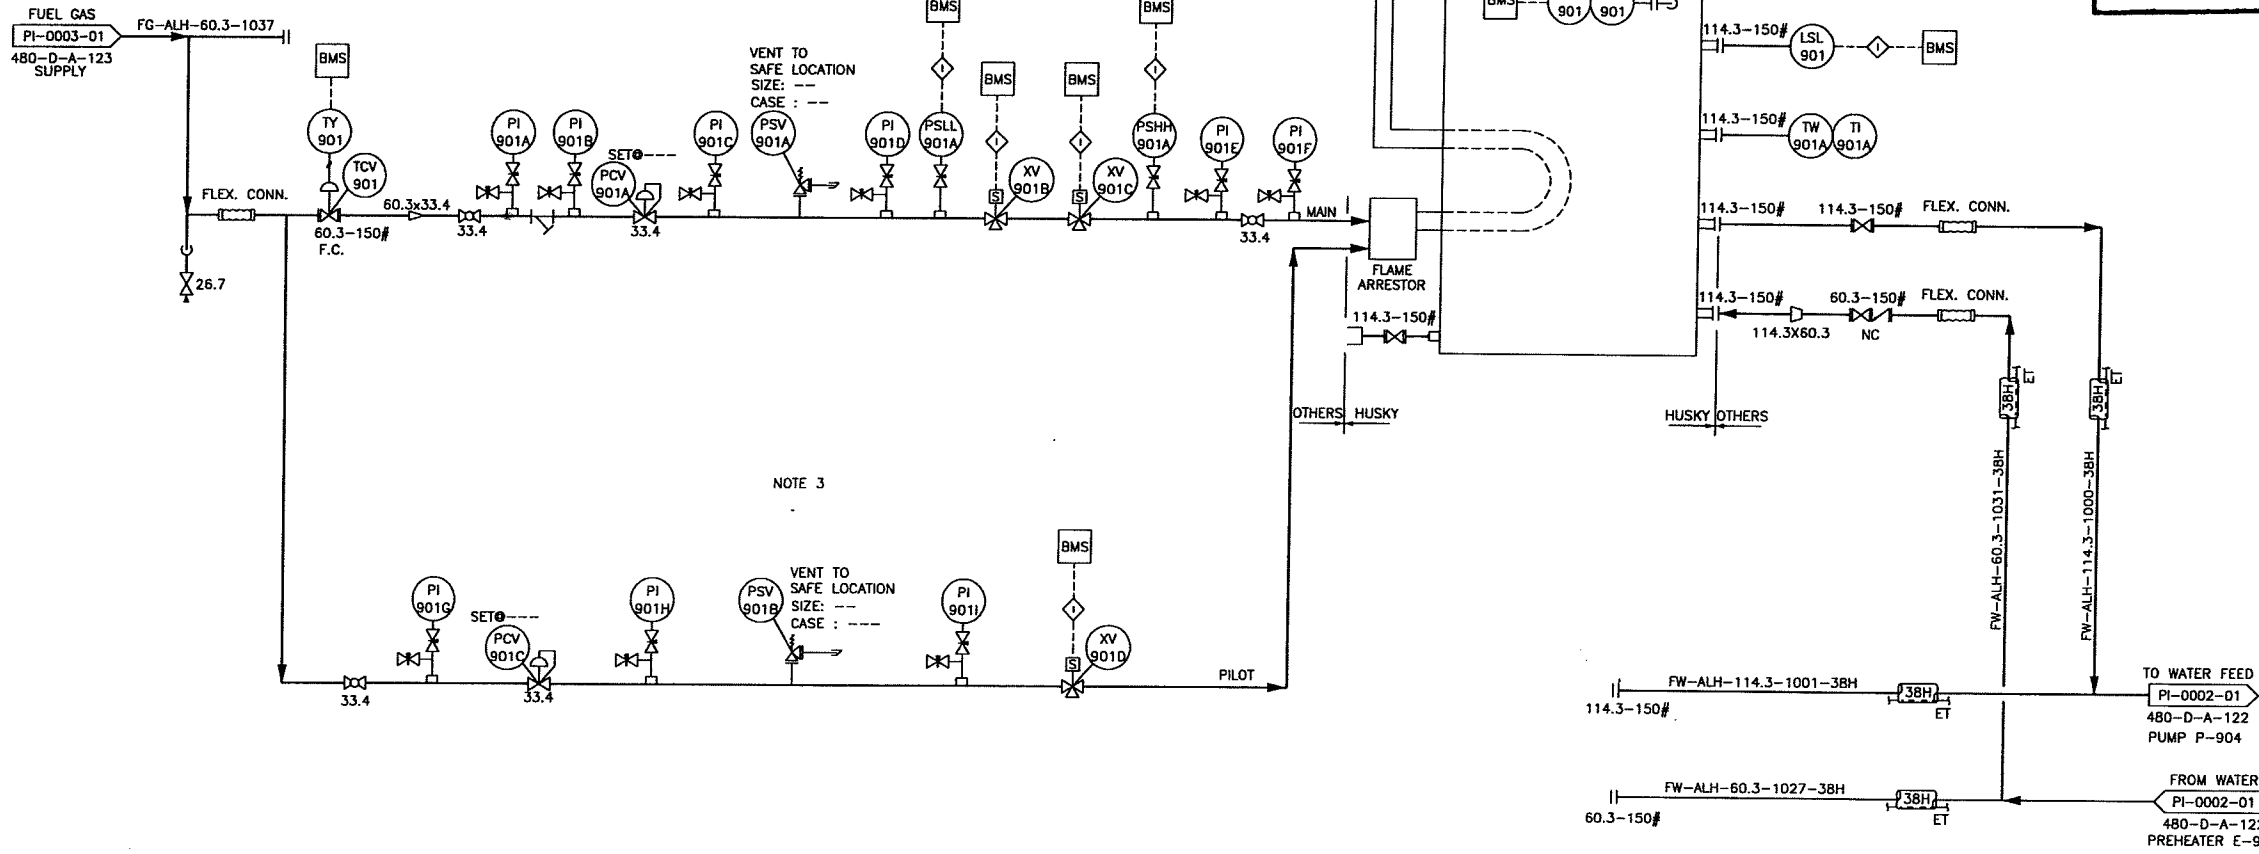 FUEL GAS
PI-0003-01
480-D-A-123
SUPPLY
FG-ALH-60.3-1037
BMS
TY
901
TCV
901
FLEX. CONN.
60.3-150#
F.C.
26.7
60.3x33.4
33.4
PI
901A
PI
901B
SET@----
PCV
901A
33.4
PI
901C
VENT TO
SAFE LOCATION
SIZE: --
CASE : --
PSV
901A
PI
901D
BMS
PSLL
901A
BMS
XV
901B
S
BMS
XV
901C
S
BMS
PSHH
901A
PI
901E
PI
901F
33.4
MAIN
FLAME
ARRESTOR
114.3-150#
OTHERS HUSKY
BMS
901
901
114.3-150#
LSL
901
BMS
114.3-150#
TW
901A
TI
901A
114.3-150#
114.3-150#
FLEX. CONN.
114.3-150#
60.3-150#
FLEX. CONN.
114.3X60.3
NC
HUSKY OTHERS
38H
ET
38H
ET
FW-ALH-60.3-1031-38H
FW-ALH-114.3-1000-38H
NOTE 3
33.4
PI
901G
SET@----
PCV
901C
33.4
PI
901H
VENT TO
SAFE LOCATION
SIZE: --
CASE : ---
PSV
901B
PI
901I
BMS
XV
901D
S
PILOT
FW-ALH-114.3-1001-38H
114.3-150#
38H
ET
TO WATER FEED
PI-0002-01
480-D-A-122
PUMP P-904
FW-ALH-60.3-1027-38H
60.3-150#
38H
ET
FROM WATER
PI-0002-01
480-D-A-122
PREHEATER E-9